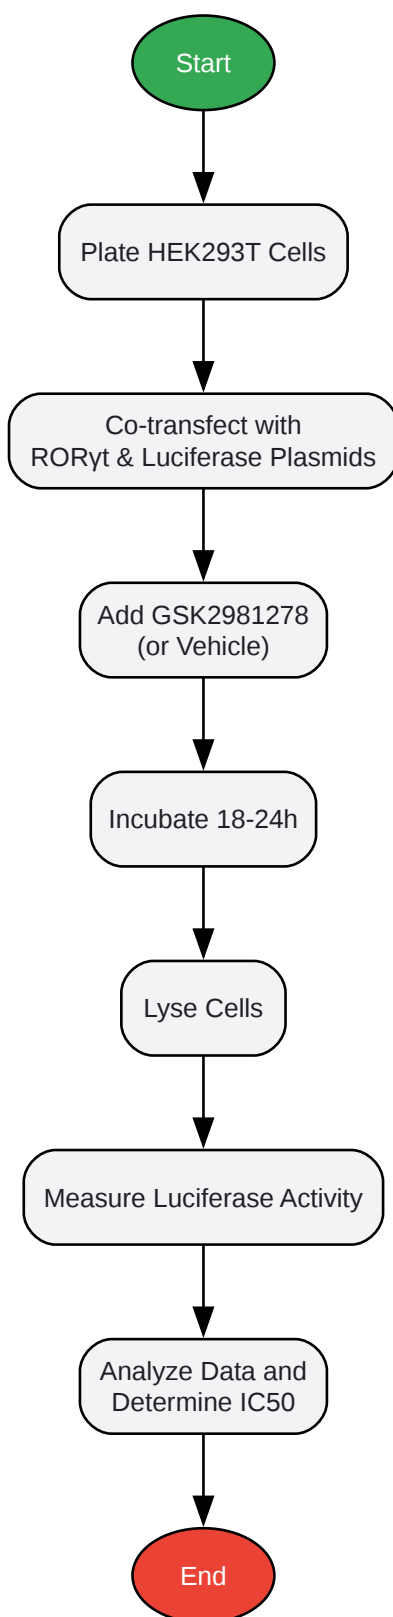 Start
Plate HEK293T Cells
Co-transfect with
RORγt & Luciferase Plasmids
Add GSK2981278
(or Vehicle)
Incubate 18-24h
Lyse Cells
Measure Luciferase Activity
Analyze Data and
Determine IC50
End